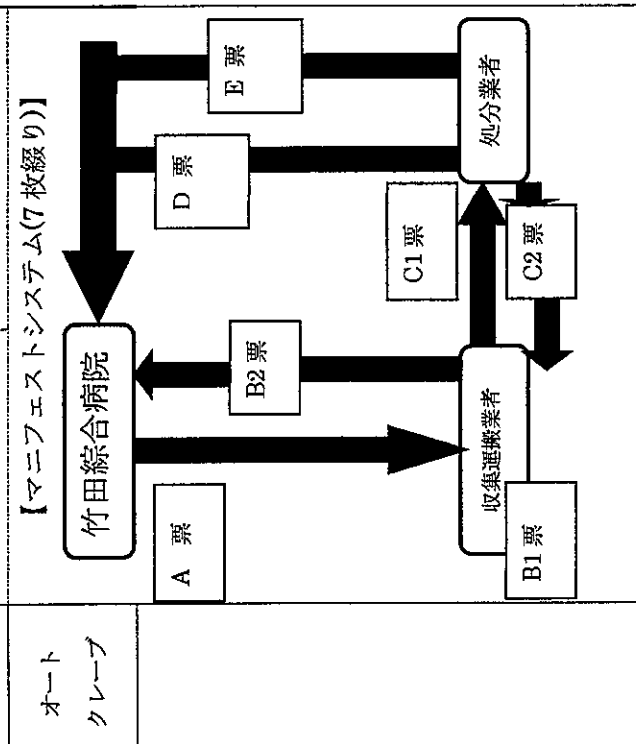 オート
クレーブ
【マニフェストシステム(7枚綴り)】
竹田綜合病院
A 票
B2 票
D 票
E 票
収集運搬業者
B1 票
C1 票
C2 票
処分業者